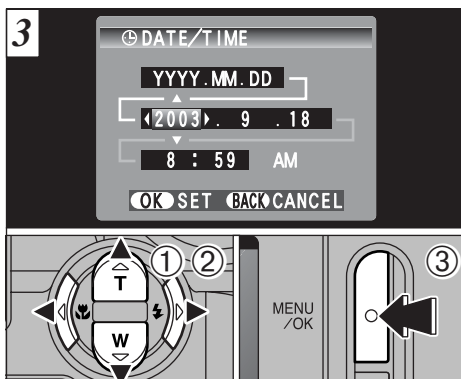 3
DATE/TIME
YYYY.MM.DD
2003. 9 .18
8 : 59 AM
OK SET BACK CANCEL
① ②
T
W
MENU
/OK
③